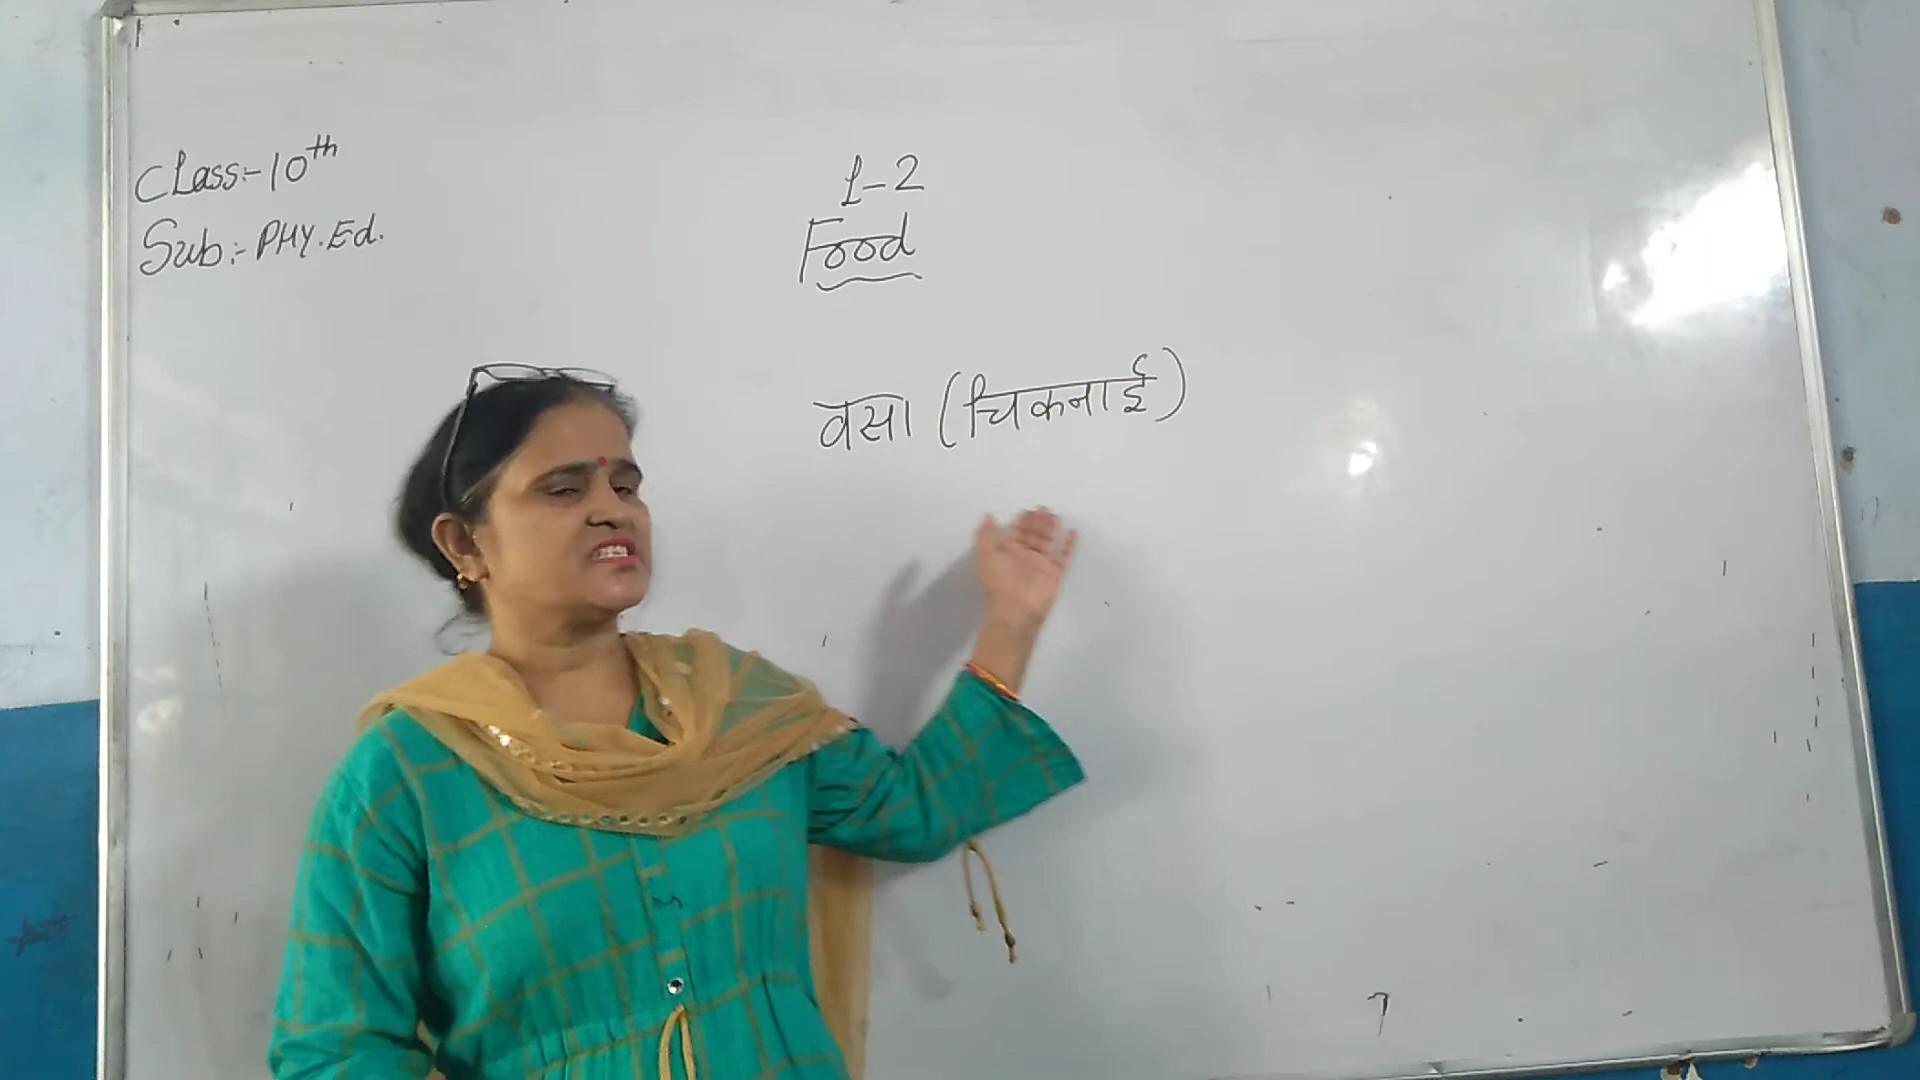 Class:- 10th
Sub:- PHY. Ed.
L-2
Food
वसा (चिकनाई)